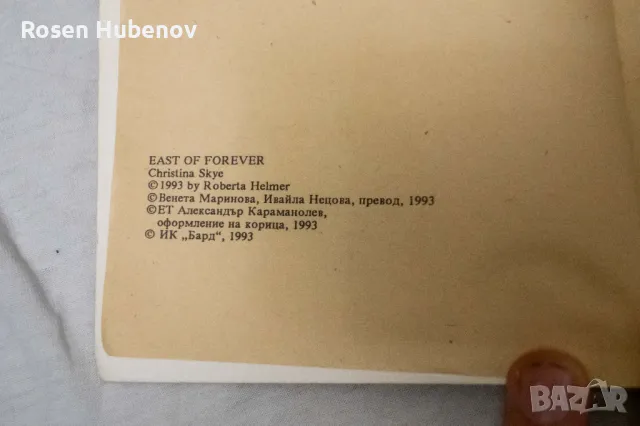 Rosen Hubenov
EAST OF FOREVER
Christina Skye
©1993 by Roberta Helmer
©Венета Маринова, Ивайла Нецова, превод, 1993
©ЕТ Александър Караманолев,
оформление на корица, 1993
© ИК „Бард“, 1993
BAZAR